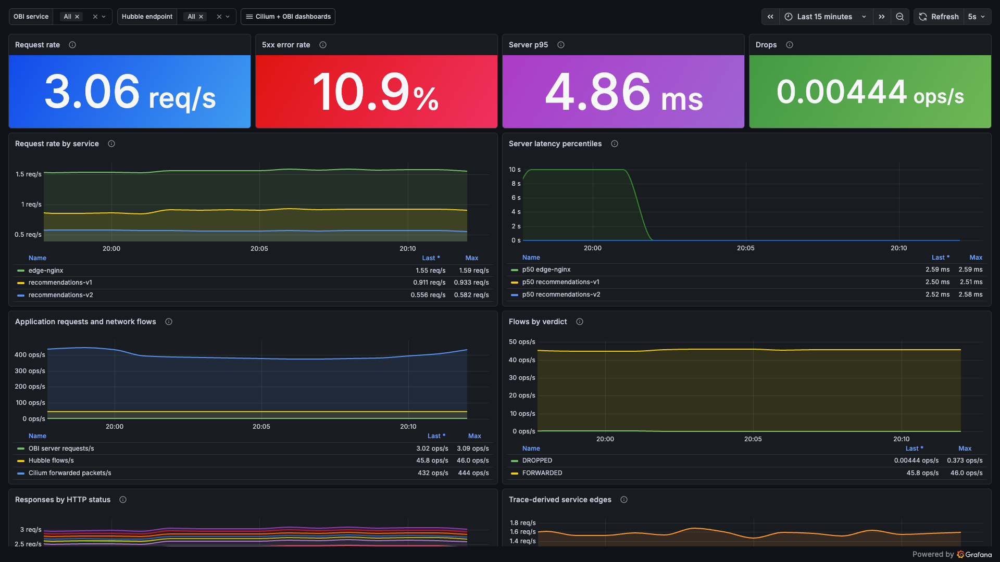 OBI service All Hubble endpoint All Cilium + OBI dashboards Last 15 minutes Refresh 5s
Request rate
3.06 req/s
5xx error rate
10.9%
Server p95
4.86 ms
Drops
0.00444 ops/s
Request rate by service
1.5 req/s
1 req/s
0.5 req/s
20:00 20:05 20:10
Name Last * Max
edge-nginx 1.55 req/s 1.59 req/s
recommendations-v1 0.911 req/s 0.933 req/s
recommendations-v2 0.556 req/s 0.582 req/s
Server latency percentiles
10 s
8 s
6 s
4 s
2 s
0 s
20:00 20:05 20:10
Name Last * Max
p50 edge-nginx 2.59 ms 2.59 ms
p50 recommendations-v1 2.50 ms 2.51 ms
p50 recommendations-v2 2.52 ms 2.58 ms
Application requests and network flows
400 ops/s
300 ops/s
200 ops/s
100 ops/s
0 ops/s
20:00 20:05 20:10
Name Last * Max
OBI server requests/s 3.02 ops/s 3.09 ops/s
Hubble flows/s 45.8 ops/s 46.0 ops/s
Cilium forwarded packets/s 432 ops/s 444 ops/s
Flows by verdict
50 ops/s
40 ops/s
30 ops/s
20 ops/s
10 ops/s
0 ops/s
20:00 20:05 20:10
Name Last * Max
DROPPED 0.00444 ops/s 0.373 ops/s
FORWARDED 45.8 ops/s 46.0 ops/s
Responses by HTTP status
3 req/s
2.5 req/s
Trace-derived service edges
1.8 req/s
1.6 req/s
1.4 req/s
Powered by Grafana